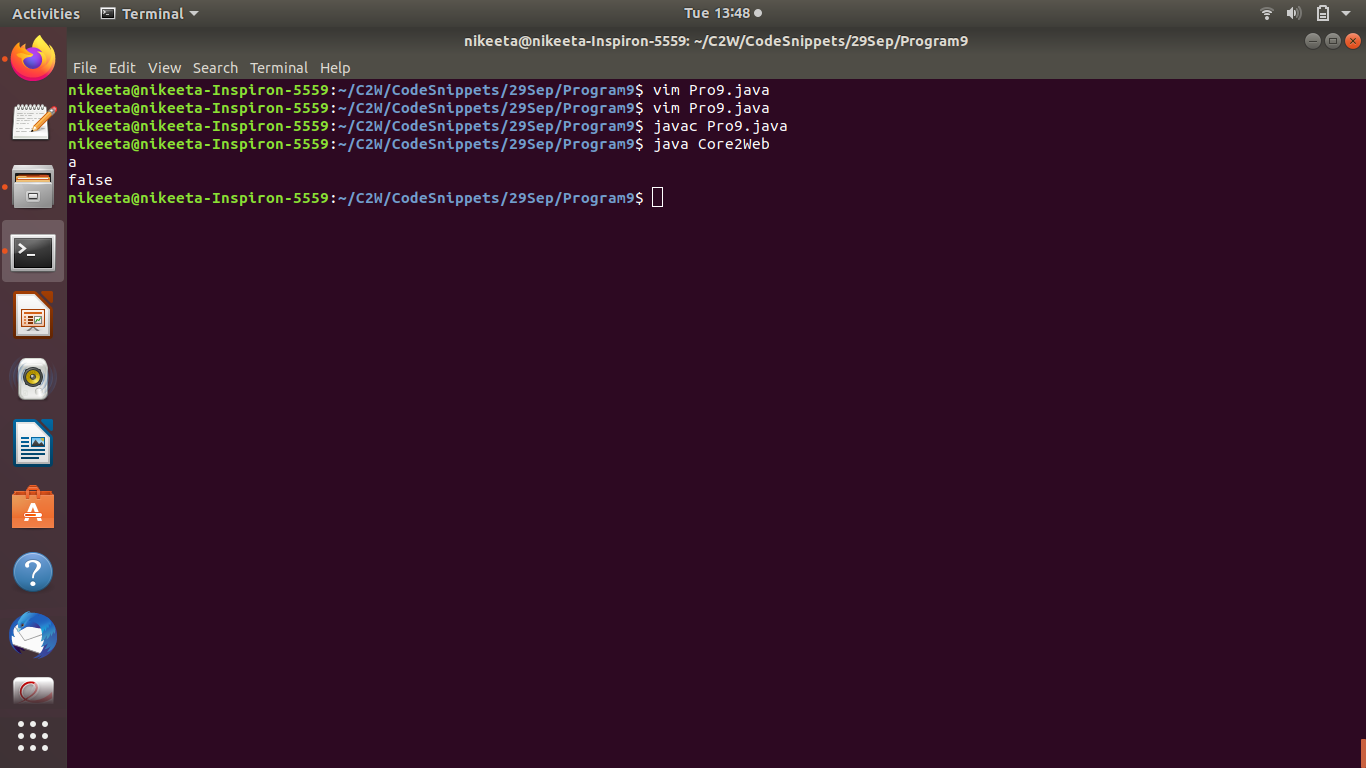 Activities Terminal Tue 13:48
nikeeta@nikeeta-Inspiron-5559: ~/C2W/CodeSnippets/29Sep/Program9
File Edit View Search Terminal Help
nikeeta@nikeeta-Inspiron-5559:~/C2W/CodeSnippets/29Sep/Program9$ vim Pro9.java
nikeeta@nikeeta-Inspiron-5559:~/C2W/CodeSnippets/29Sep/Program9$ vim Pro9.java
nikeeta@nikeeta-Inspiron-5559:~/C2W/CodeSnippets/29Sep/Program9$ javac Pro9.java
nikeeta@nikeeta-Inspiron-5559:~/C2W/CodeSnippets/29Sep/Program9$ java Core2Web
a
false
nikeeta@nikeeta-Inspiron-5559:~/C2W/CodeSnippets/29Sep/Program9$